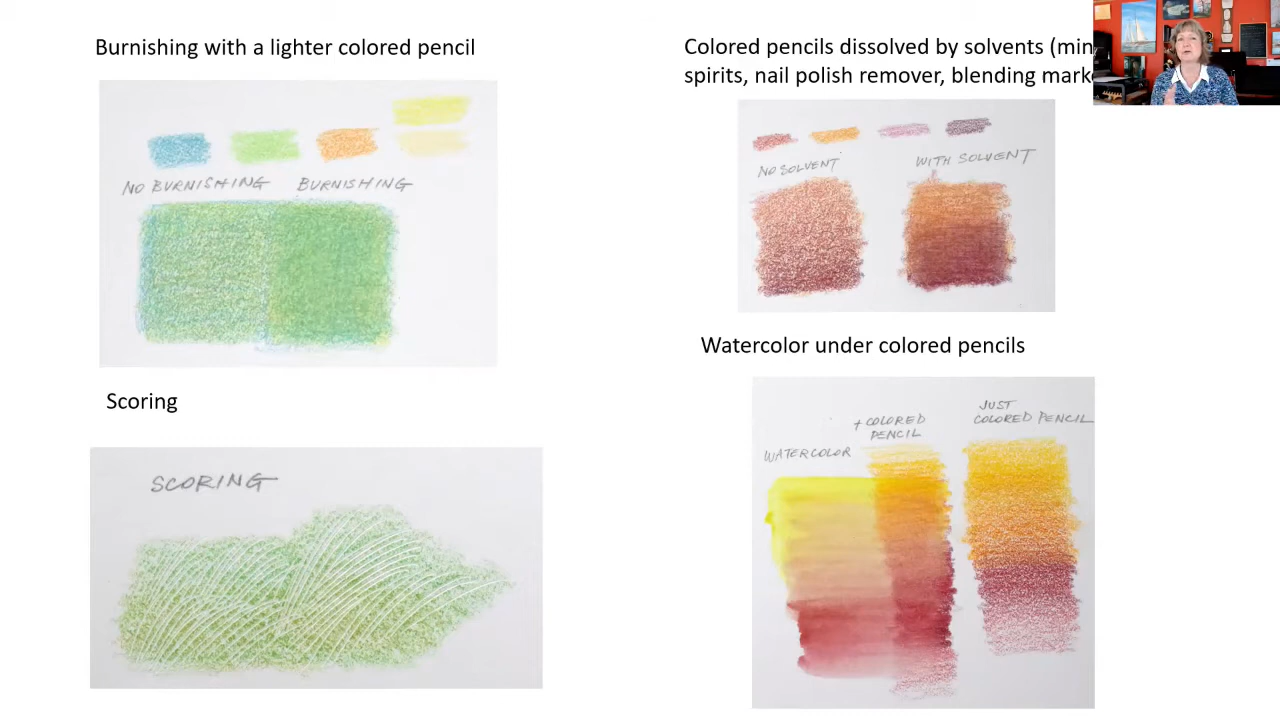 Burnishing with a lighter colored pencil
NO BURNISHING BURNISHING
Scoring
SCORING
Colored pencils dissolved by solvents (min
spirits, nail polish remover, blending mark
NO SOLVENT WITH SOLVENT
Watercolor under colored pencils
WATERCOLOR
+ COLORED
PENCIL
JUST
COLORED PENCIL